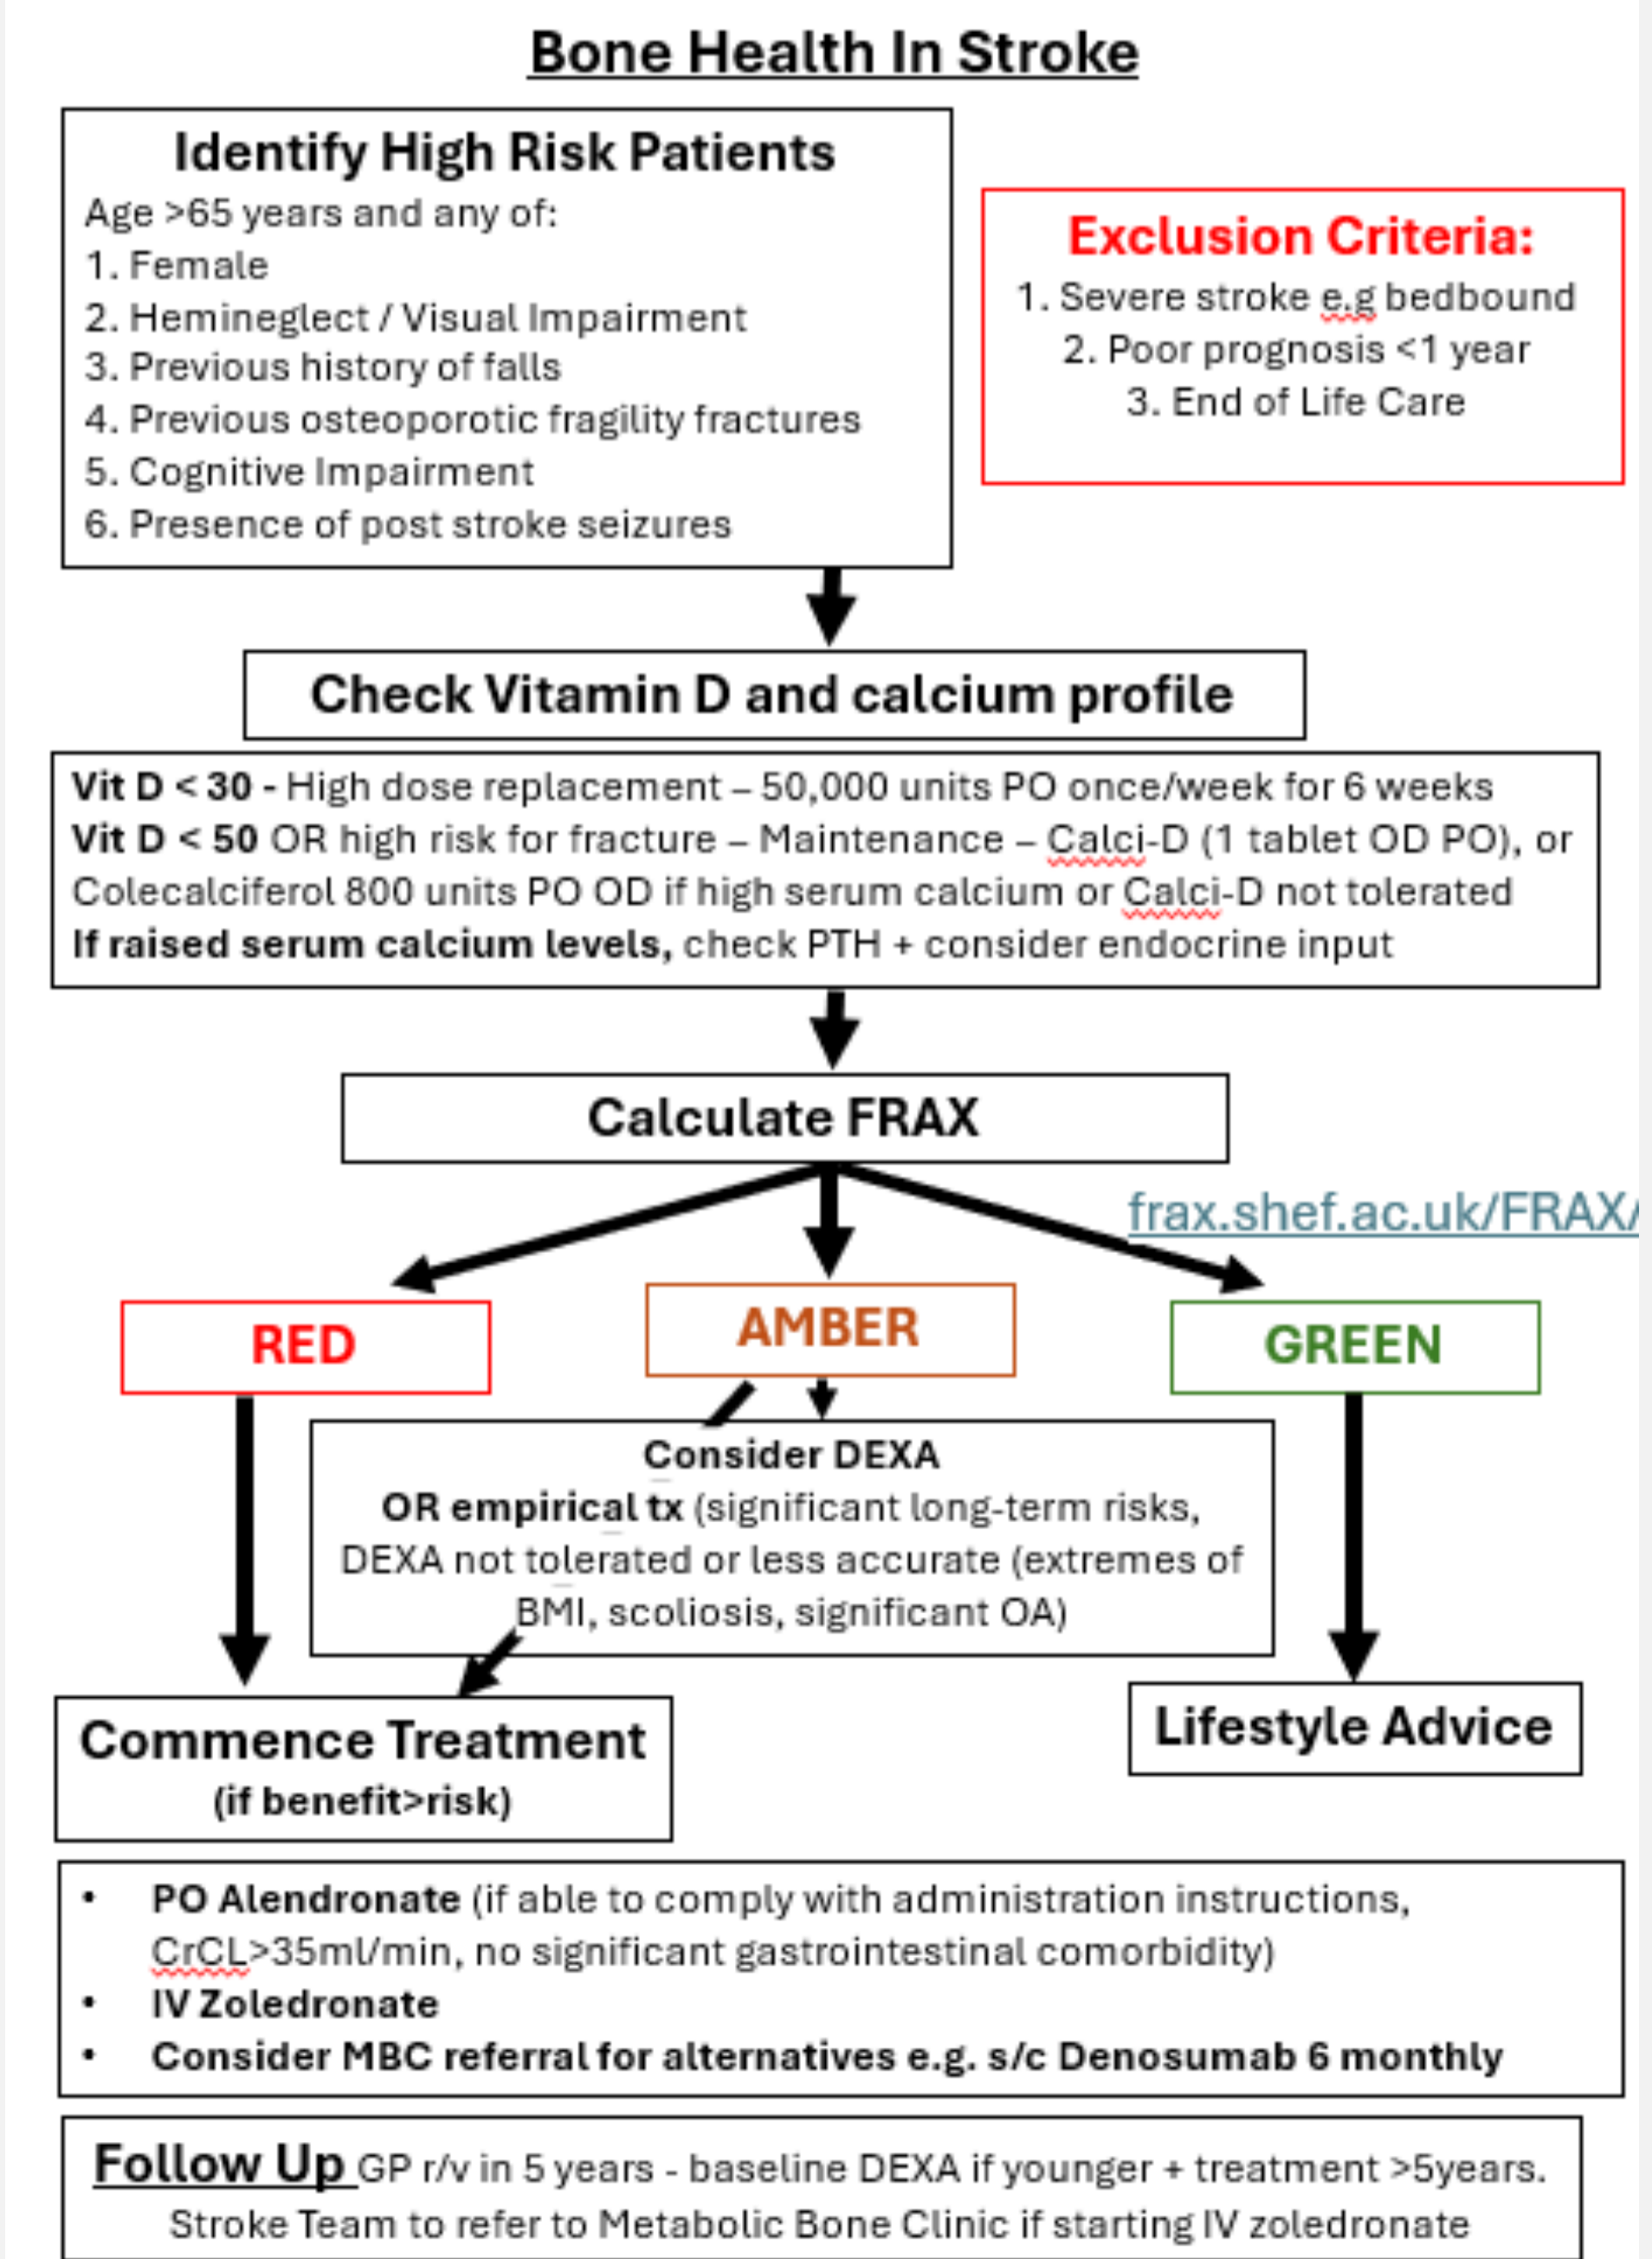 Bone Health In Stroke
Identify High Risk Patients
Age >65 years and any of:
1. Female
2. Hemineglect / Visual Impairment
3. Previous history of falls
4. Previous osteoporotic fragility fractures
5. Cognitive Impairment
6. Presence of post stroke seizures
Exclusion Criteria:
1. Severe stroke e.g bedbound
2. Poor prognosis <1 year
3. End of Life Care
Check Vitamin D and calcium profile
Vit D < 30 - High dose replacement – 50,000 units PO once/week for 6 weeks
Vit D < 50 OR high risk for fracture – Maintenance – Calci-D (1 tablet OD PO), or
Colecalciferol 800 units PO OD if high serum calcium or Calci-D not tolerated
If raised serum calcium levels, check PTH + consider endocrine input
Calculate FRAX
frax.shef.ac.uk/FRAX/
RED
AMBER
GREEN
Consider DEXA
OR empirical tx (significant long-term risks,
DEXA not tolerated or less accurate (extremes of
BMI, scoliosis, significant OA)
Commence Treatment
(if benefit>risk)
Lifestyle Advice
• PO Alendronate (if able to comply with administration instructions,
CrCL>35ml/min, no significant gastrointestinal comorbidity)
• IV Zoledronate
• Consider MBC referral for alternatives e.g. s/c Denosumab 6 monthly
Follow Up GP r/v in 5 years - baseline DEXA if younger + treatment >5years.
Stroke Team to refer to Metabolic Bone Clinic if starting IV zoledronate